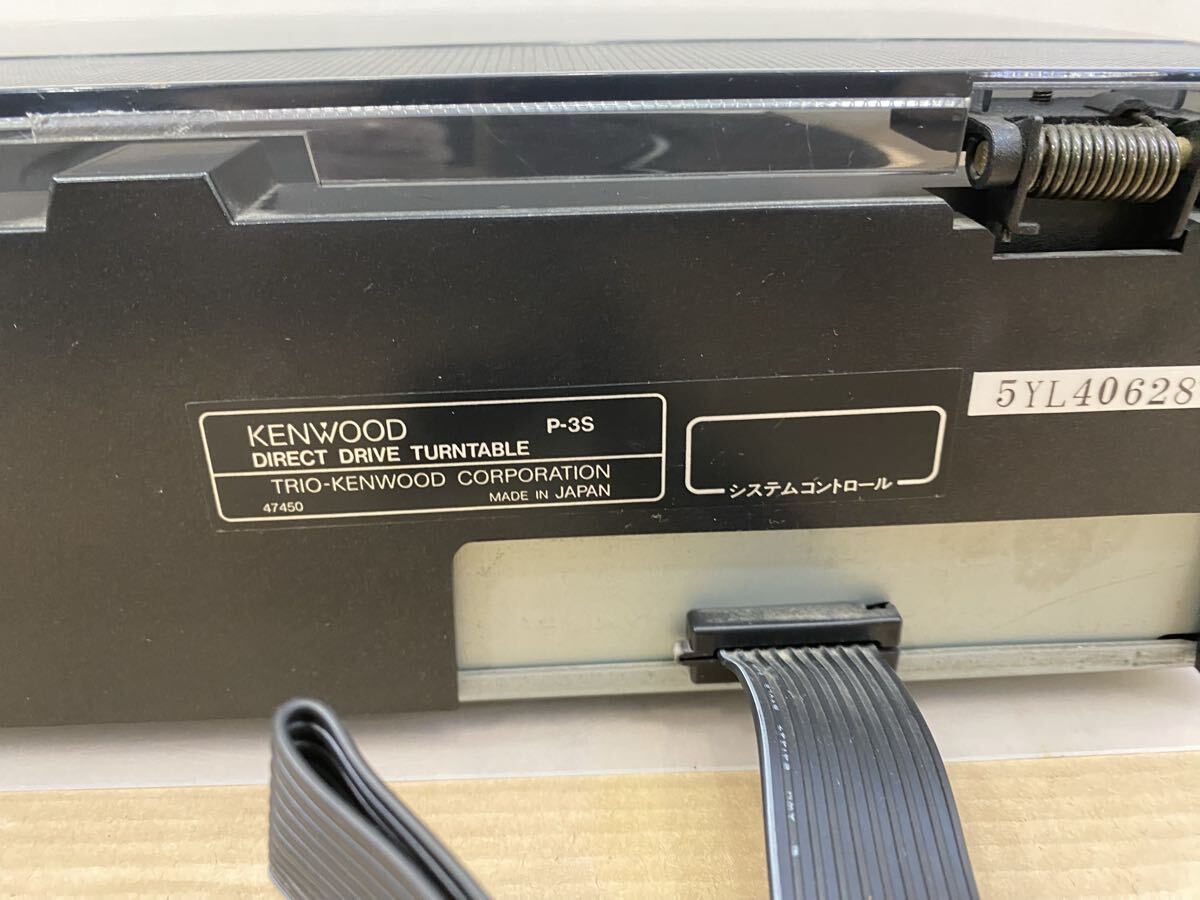 KENWOOD P-3S
DIRECT DRIVE TURNTABLE
TRIO-KENWOOD CORPORATION
47450 MADE IN JAPAN
システムコントロール
5YL40628